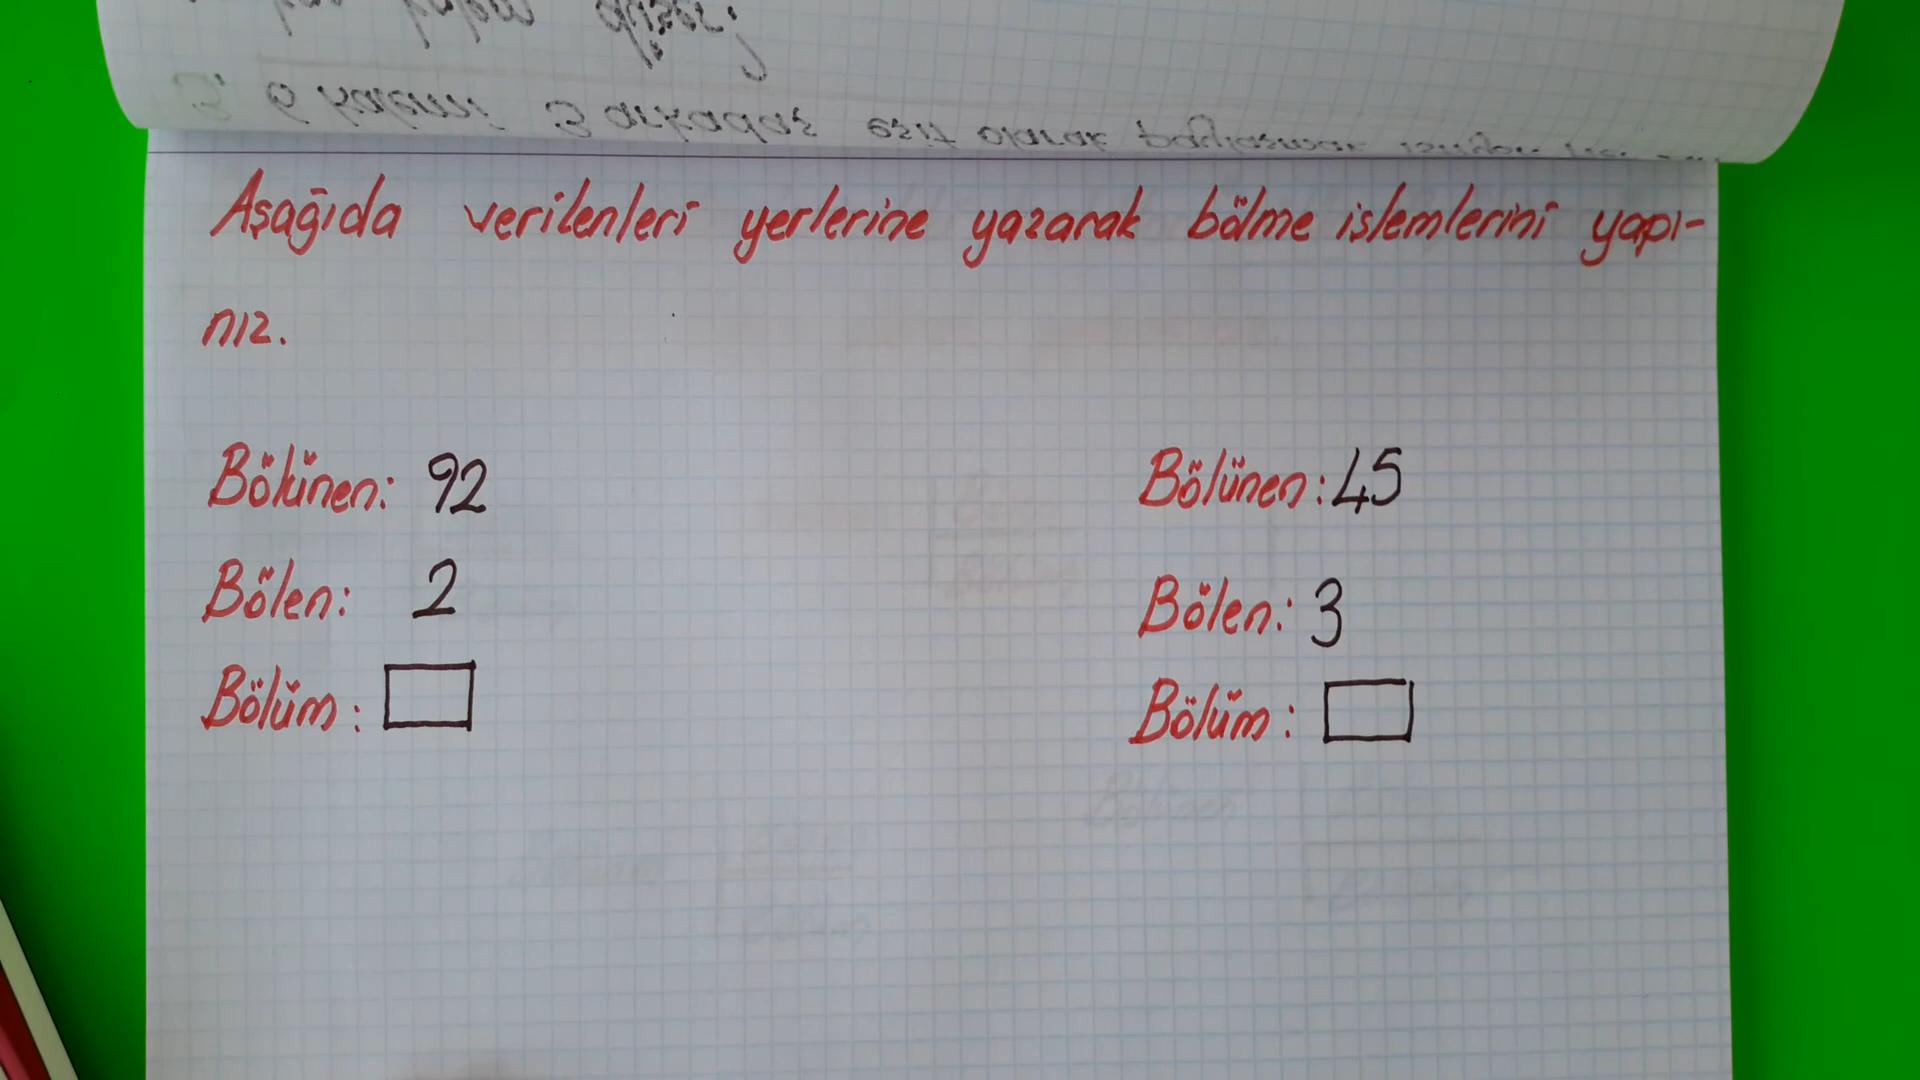 Aşağıda verilenleri yerlerine yazarak bölme işlemlerini yapı-
nız.
Bölünen: 92
Bölen: 2
Bölüm:
Bölünen: 45
Bölen: 3
Bölüm: